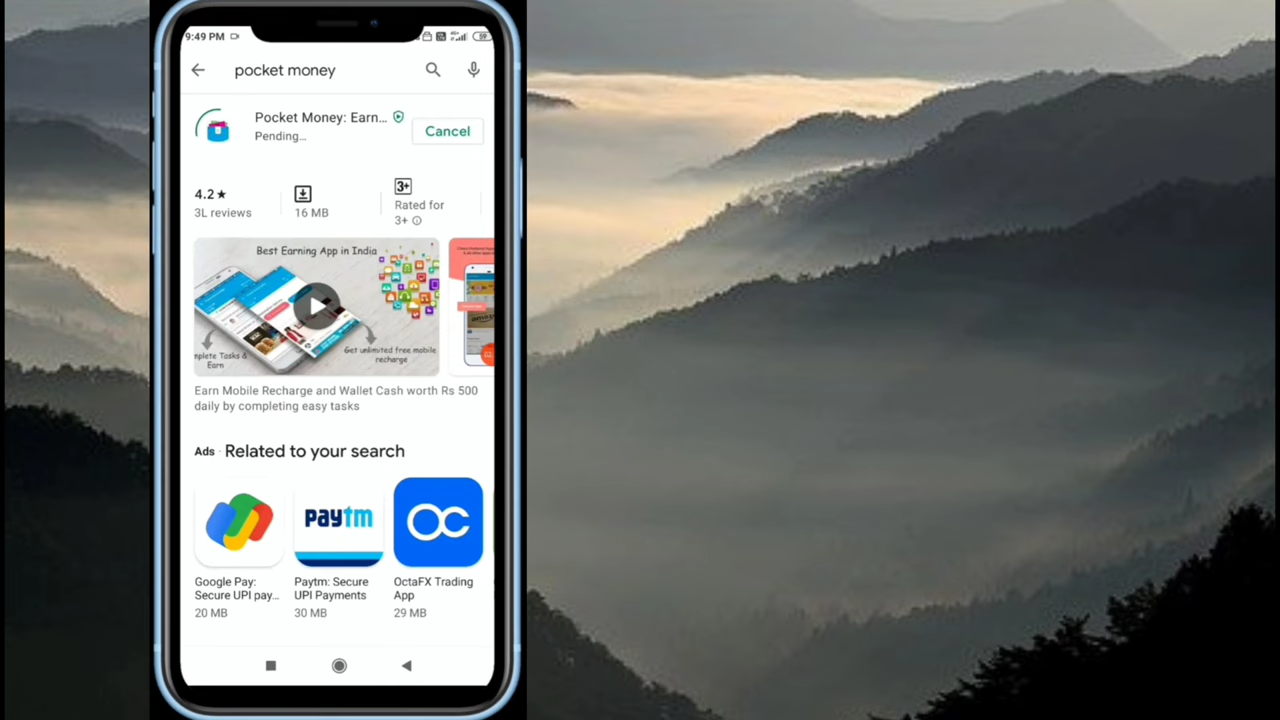 9:49 PM
59
pocket money
Pocket Money: Earn...
Pending...
Cancel
4.2★
3L reviews
16 MB
3+
Rated for
3+
Best Earning App in India
mplete Tasks &
Earn
Get unlimited free mobile
recharge
Earn Mobile Recharge and Wallet Cash worth Rs 500
daily by completing easy tasks
Ads · Related to your search
paytm
OC
Google Pay:
Secure UPI pay...
20 MB
Paytm: Secure
UPI Payments
30 MB
OctaFX Trading
App
29 MB